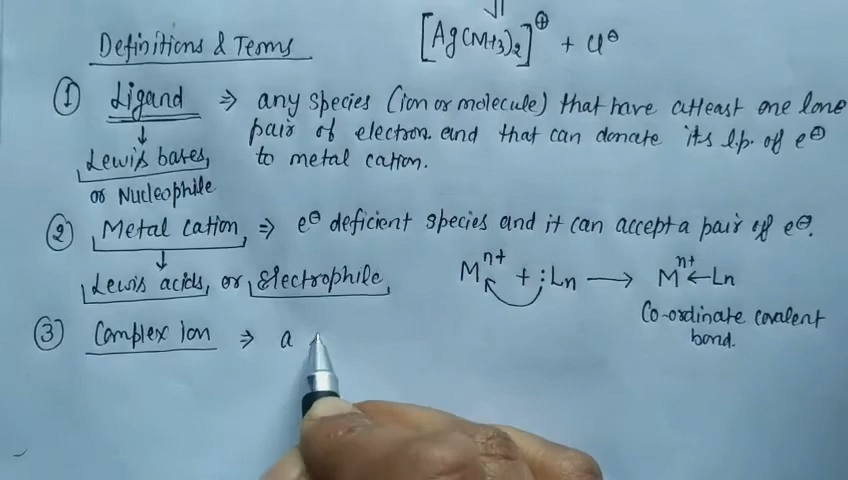 [Ag(NH3)2]⊕ + Cl⊖
Definitions & Terms
① Ligand ⇒ any species (ion or molecule) that have atleast one lone
pair of electron and that can donate its l.p. of e⊖
to metal cation.
↓
Lewis bases,
or Nucleophile
② Metal cation, ⇒ e⊖ deficient species and it can accept a pair of e⊖.
↓
Lewis acids, or Electrophile
M^n+ + :Ln → M^n+ ← Ln
Co-ordinate covalent
bond.
③ Complex Ion ⇒ a